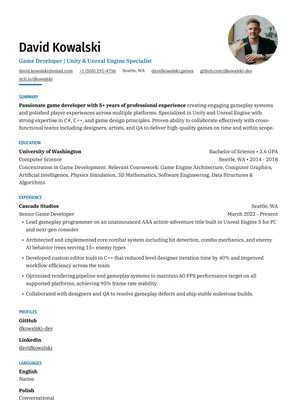 David Kowalski
Game Developer | Unity & Unreal Engine Specialist
david.kowalski@email.com +1 (555) 291-4756 Seattle, WA davidkowalski.games github.com/dkowalski-dev
itch.io/dkowalski
SUMMARY
Passionate game developer with 5+ years of professional experience creating engaging gameplay systems
and polished player experiences across multiple platforms. Specialized in Unity and Unreal Engine with
strong expertise in C#, C++, and game design principles. Proven ability to collaborate effectively with cross-
functional teams including designers, artists, and QA to deliver high-quality games on time and within scope.
EDUCATION
University of Washington Bachelor of Science • 3.6 GPA
Computer Science Seattle, WA • 2014 - 2018
Concentration in Game Development. Relevant Coursework: Game Engine Architecture, Computer Graphics,
Artificial Intelligence, Physics Simulation, 3D Mathematics, Software Engineering, Data Structures &
Algorithms
EXPERIENCE
Cascade Studios Seattle, WA
Senior Game Developer March 2022 - Present
• Lead gameplay programmer on an unannounced AAA action-adventure title built in Unreal Engine 5 for PC
and next-gen consoles
• Architected and implemented core combat system including hit detection, combo mechanics, and enemy
AI behavior trees serving 15+ enemy types
• Developed custom editor tools in C++ that reduced level designer iteration time by 40% and improved
workflow efficiency across the team
• Optimized rendering pipeline and gameplay systems to maintain 60 FPS performance target on all
supported platforms, achieving 95% frame rate stability
• Collaborated with designers and QA to resolve gameplay defects and ship stable milestone builds.
PROFILES
GitHub
dkowalski-dev
LinkedIn
davidkowalski
LANGUAGES
English
Native
Polish
Conversational